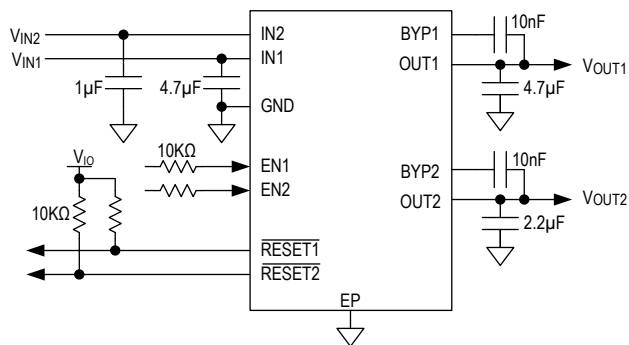 VIN2
VIN1
1µF
4.7µF
VIO
10KΩ
10KΩ
IN2
IN1
GND
EN1
EN2
RESET1
RESET2
EP
BYP1
OUT1
BYP2
OUT2
10nF
VOUT1
4.7µF
10nF
VOUT2
2.2µF